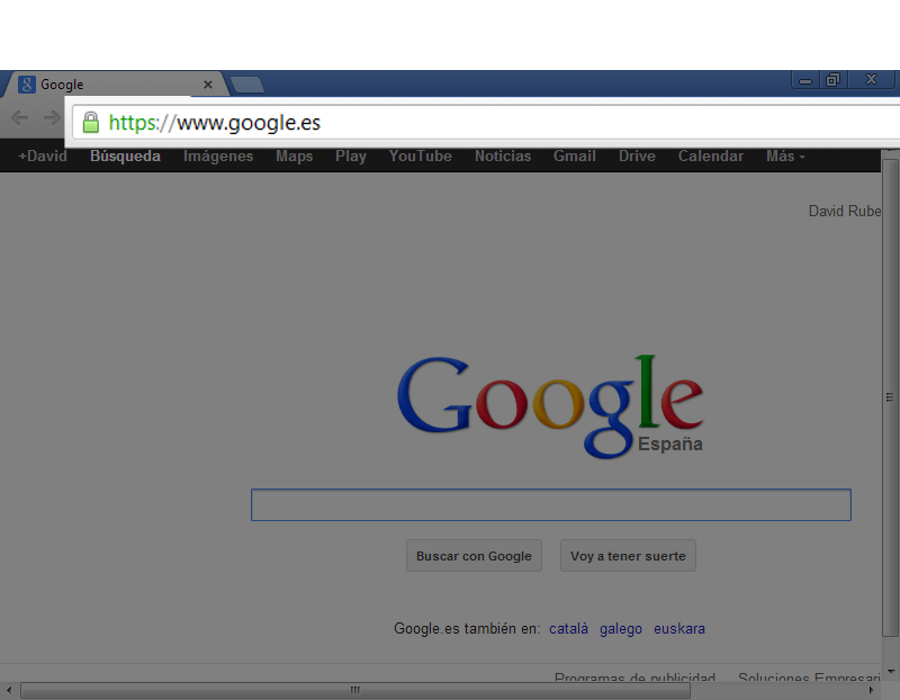 Google
https://www.google.es
+David Búsqueda Imágenes Maps Play YouTube Noticias Gmail Drive Calendar Más
David Rube
Google
España
Buscar con Google Voy a tener suerte
Google.es también en: català galego euskara
Programas de publicidad Soluciones Empresari